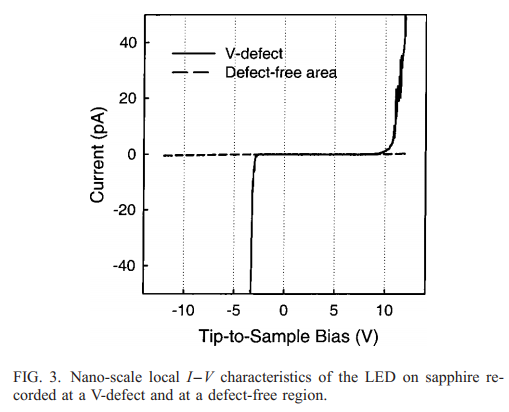 40
20
0
-20
-40
Current (pA)
V-defect
Defect-free area
-10 -5 0 5 10
Tip-to-Sample Bias (V)
FIG. 3. Nano-scale local I–V characteristics of the LED on sapphire re-
corded at a V-defect and at a defect-free region.